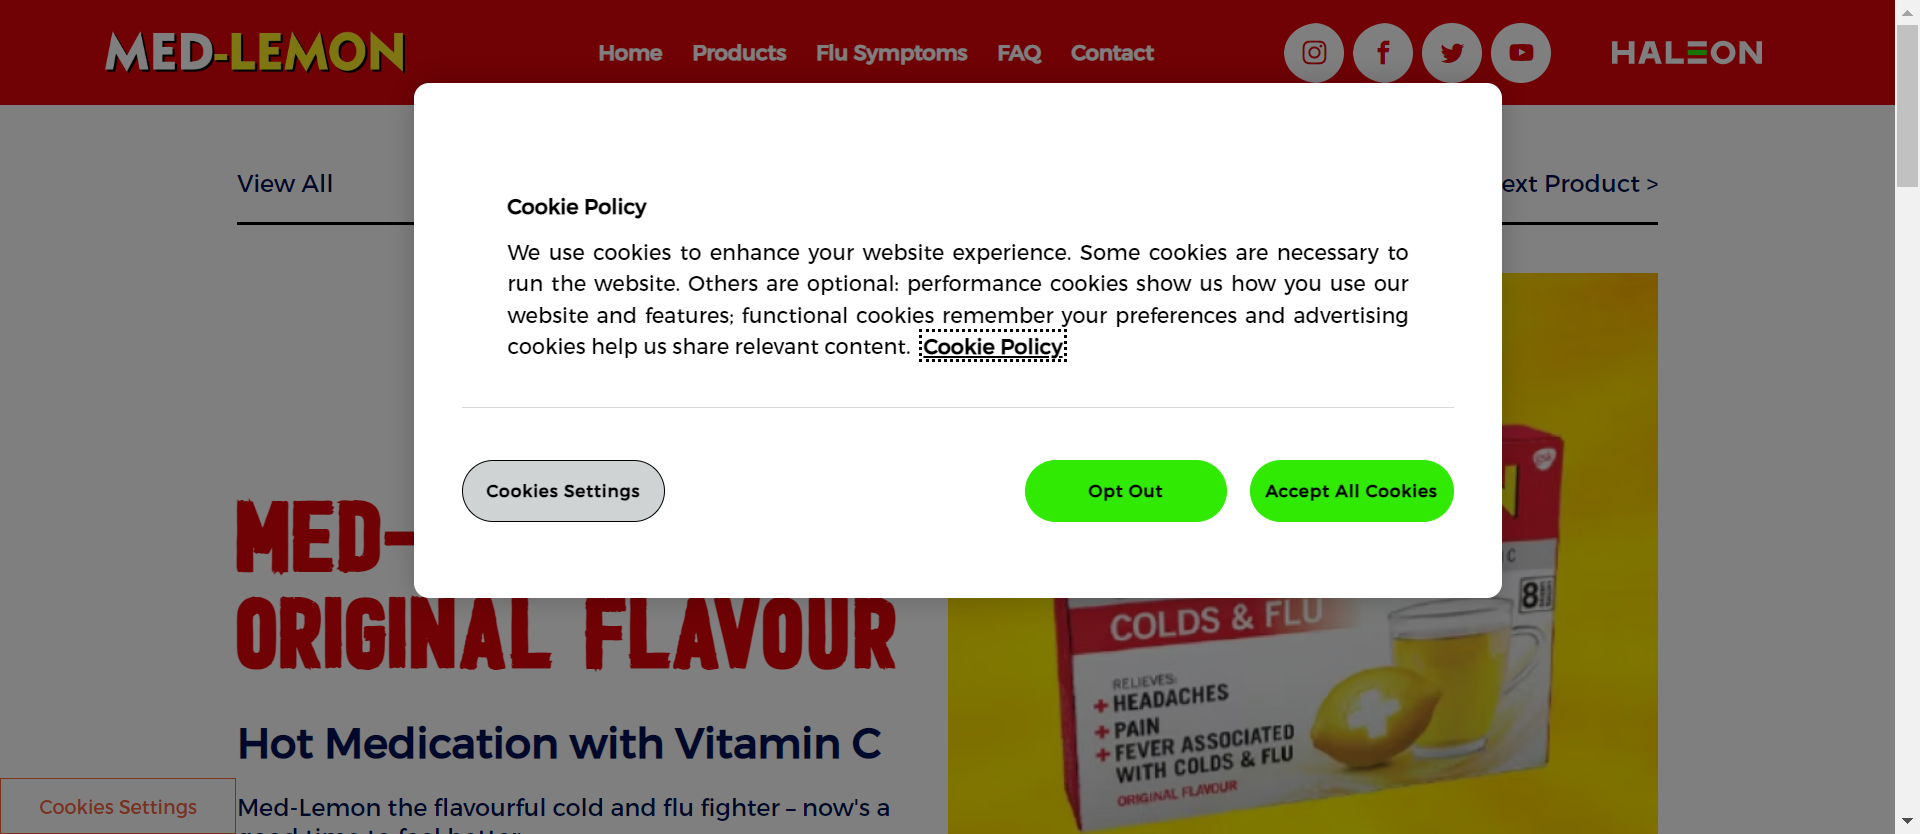 MED-LEMON
Home Products Flu Symptoms FAQ Contact
HALEON
View All
ext Product >
Cookie Policy
We use cookies to enhance your website experience. Some cookies are necessary to
run the website. Others are optional: performance cookies show us how you use our
website and features; functional cookies remember your preferences and advertising
cookies help us share relevant content. Cookie Policy
Cookies Settings
Opt Out
Accept All Cookies
MED-
ORIGINAL FLAVOUR
Hot Medication with Vitamin C
Med-Lemon the flavourful cold and flu fighter – now's a
Cookies Settings
gsk
N
C
8
COLDS & FLU
RELIEVES:
+ HEADACHES
+ PAIN
+ FEVER ASSOCIATED
WITH COLDS & FLU
ORIGINAL FLAVOUR